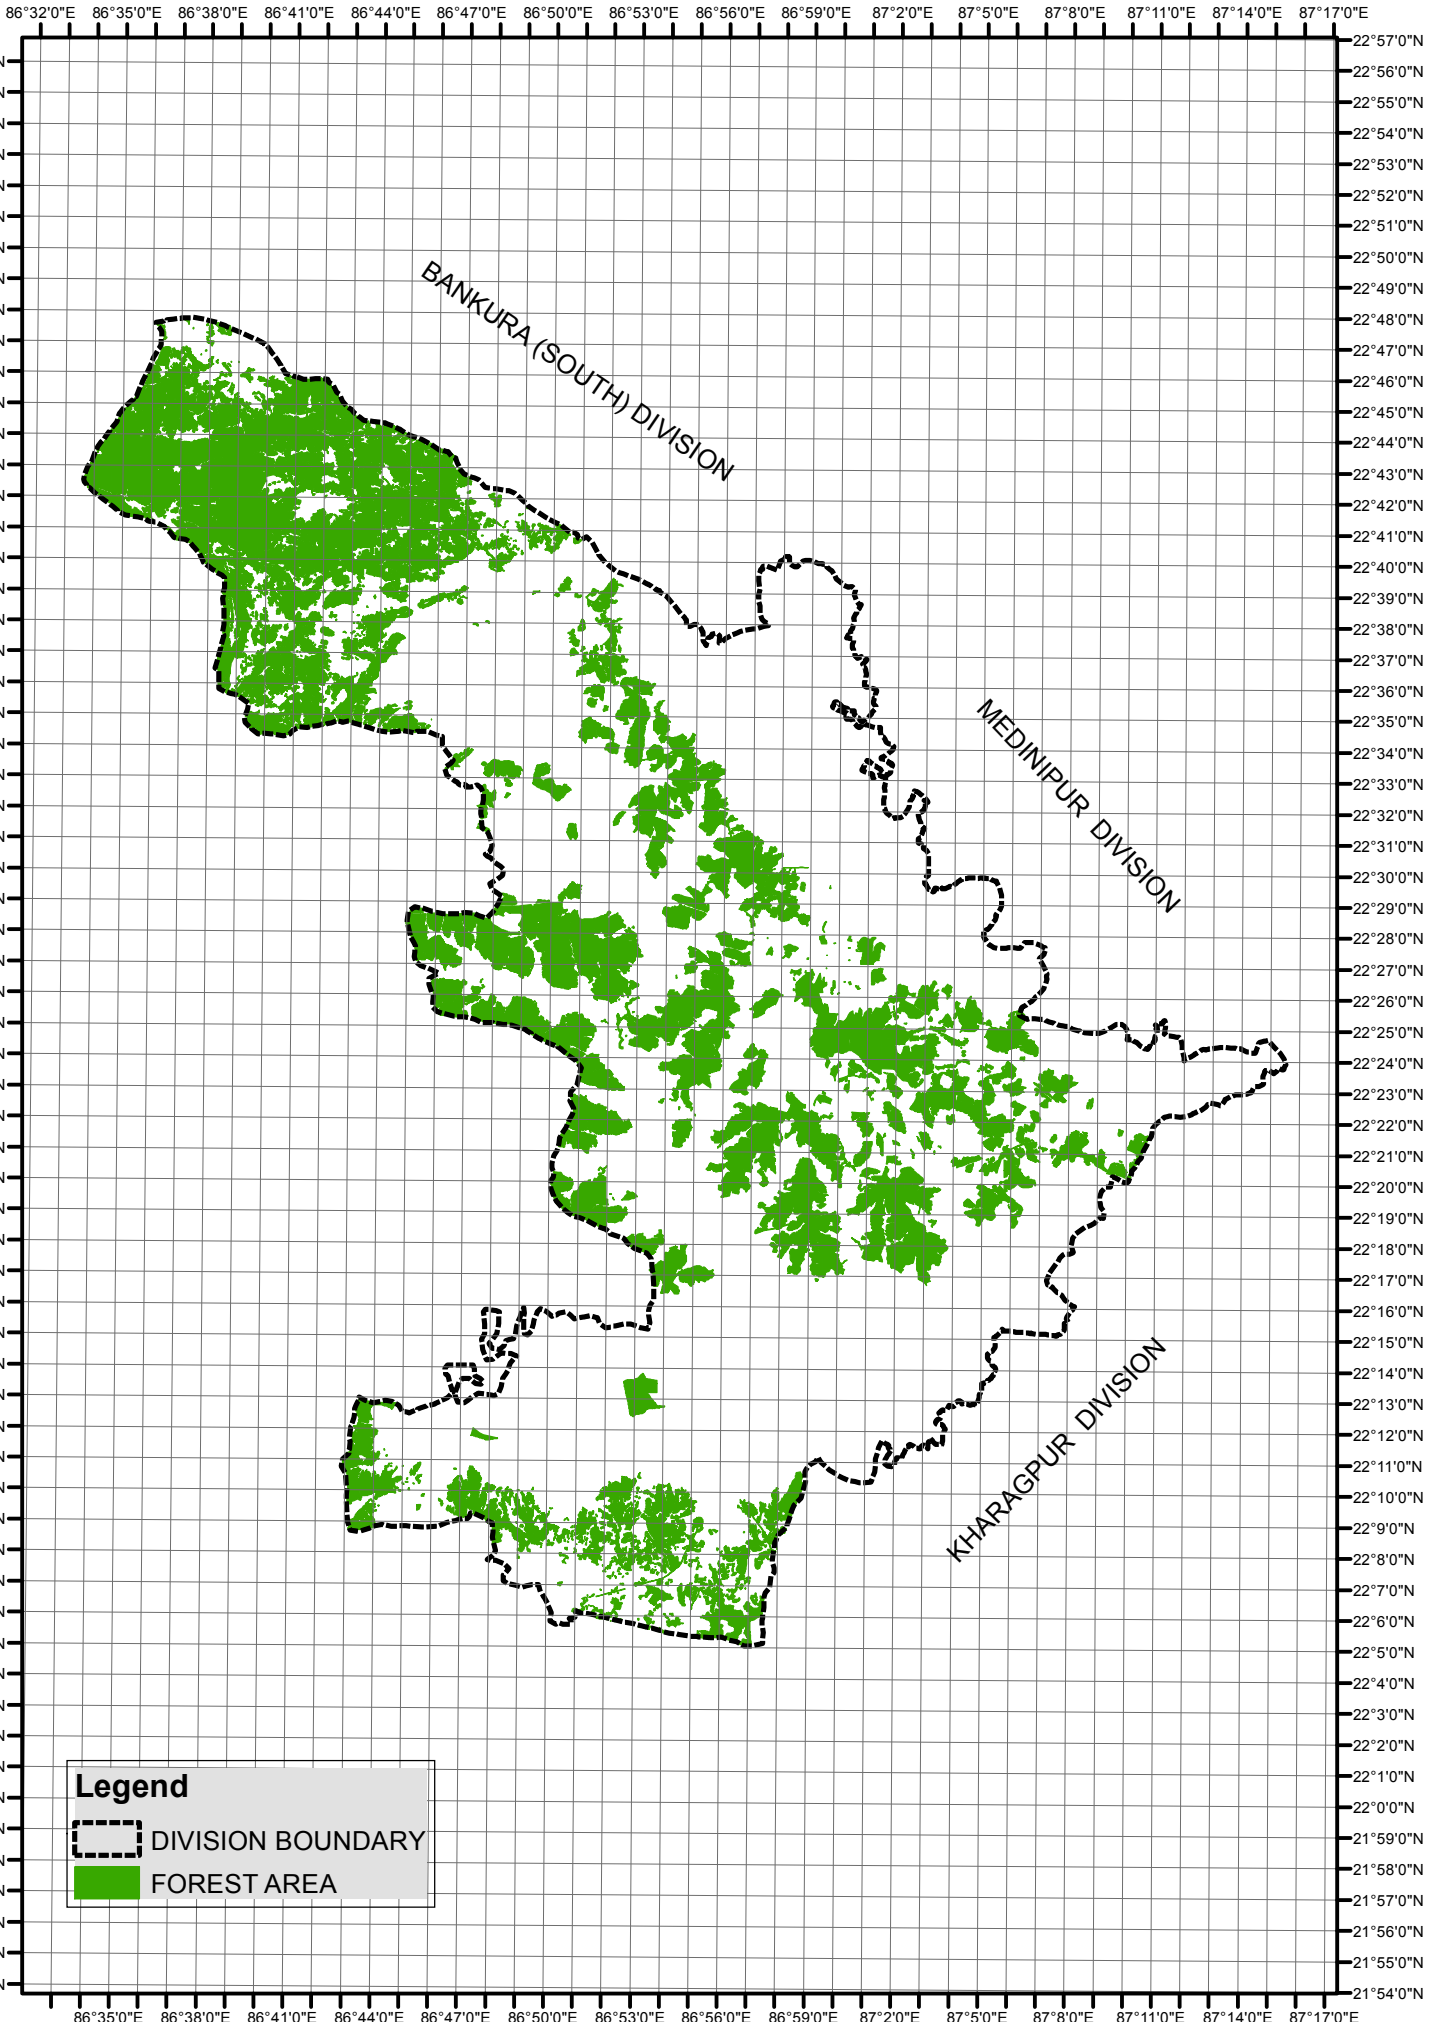 86°32'0"E 86°35'0"E 86°38'0"E 86°41'0"E 86°44'0"E 86°47'0"E 86°50'0"E 86°53'0"E 86°56'0"E 86°59'0"E 87°2'0"E 87°5'0"E 87°8'0"E 87°11'0"E 87°14'0"E 87°17'0"E
22°57'0"N
22°56'0"N
22°55'0"N
22°54'0"N
22°53'0"N
22°52'0"N
22°51'0"N
22°50'0"N
22°49'0"N
22°48'0"N
22°47'0"N
22°46'0"N
22°45'0"N
22°44'0"N
22°43'0"N
22°42'0"N
22°41'0"N
22°40'0"N
22°39'0"N
22°38'0"N
22°37'0"N
22°36'0"N
22°35'0"N
22°34'0"N
22°33'0"N
22°32'0"N
22°31'0"N
22°30'0"N
22°29'0"N
22°28'0"N
22°27'0"N
22°26'0"N
22°25'0"N
22°24'0"N
22°23'0"N
22°22'0"N
22°21'0"N
22°20'0"N
22°19'0"N
22°18'0"N
22°17'0"N
22°16'0"N
22°15'0"N
22°14'0"N
22°13'0"N
22°12'0"N
22°11'0"N
22°10'0"N
22°9'0"N
22°8'0"N
22°7'0"N
22°6'0"N
22°5'0"N
22°4'0"N
22°3'0"N
22°2'0"N
22°1'0"N
22°0'0"N
21°59'0"N
21°58'0"N
21°57'0"N
21°56'0"N
21°55'0"N
21°54'0"N
BANKURA (SOUTH) DIVISION
MEDINIPUR DIVISION
KHARAGPUR DIVISION
Legend
DIVISION BOUNDARY
FOREST AREA
86°35'0"E 86°38'0"E 86°41'0"E 86°44'0"E 86°47'0"E 86°50'0"E 86°53'0"E 86°56'0"E 86°59'0"E 87°2'0"E 87°5'0"E 87°8'0"E 87°11'0"E 87°14'0"E 87°17'0"E